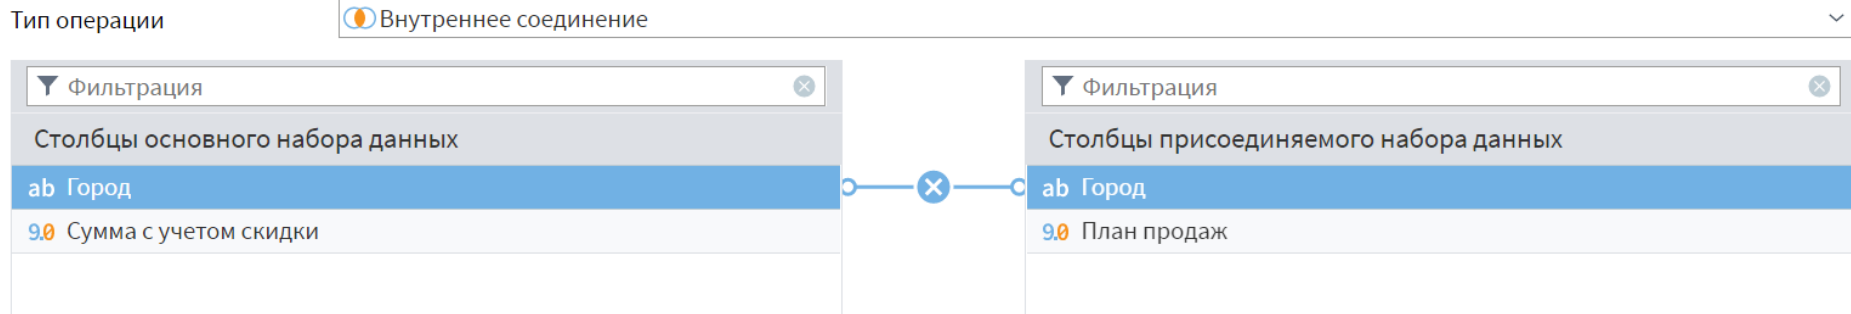 Тип операции
Внутреннее соединение
Фильтрация
Фильтрация
Столбцы основного набора данных
Столбцы присоединяемого набора данных
ab Город
ab Город
9.0 Сумма с учетом скидки
9.0 План продаж